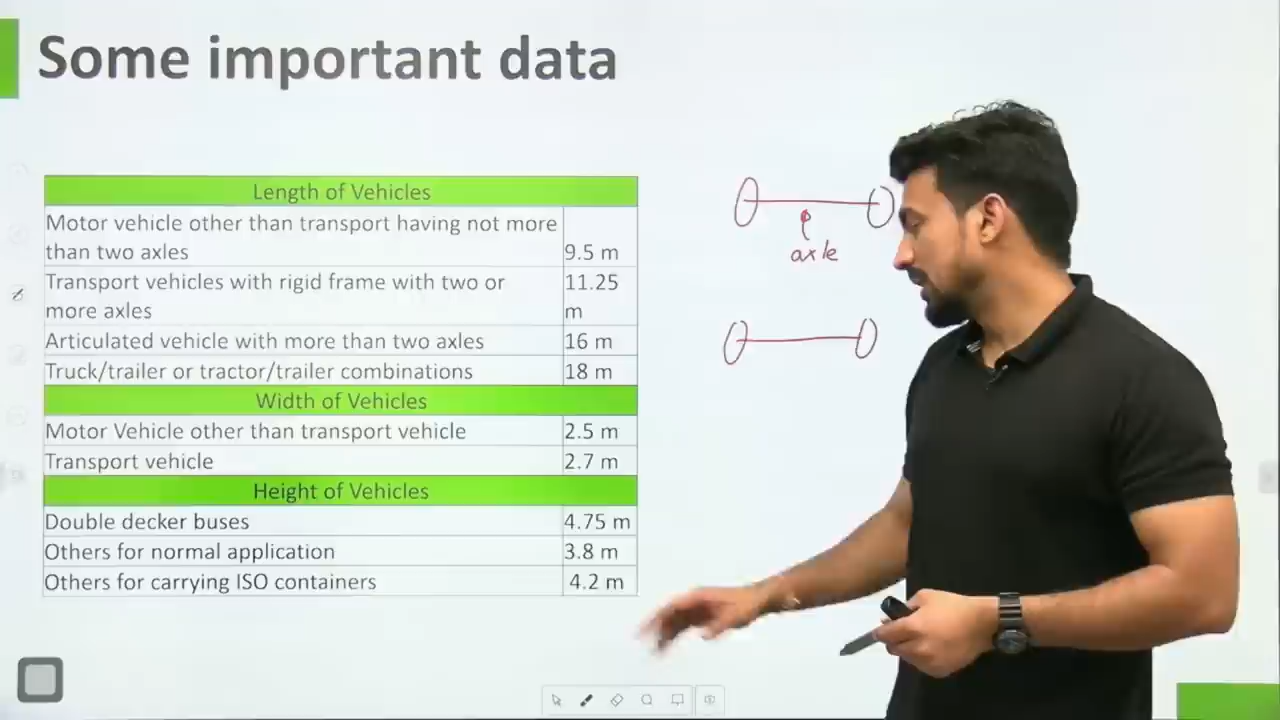 Some important data
Length of Vehicles
Motor vehicle other than transport having not more
than two axles 9.5 m
Transport vehicles with rigid frame with two or 11.25
more axles m
Articulated vehicle with more than two axles 16 m
Truck/trailer or tractor/trailer combinations 18 m
Width of Vehicles
Motor Vehicle other than transport vehicle 2.5 m
Transport vehicle 2.7 m
Height of Vehicles
Double decker buses 4.75 m
Others for normal application 3.8 m
Others for carrying ISO containers 4.2 m
axle